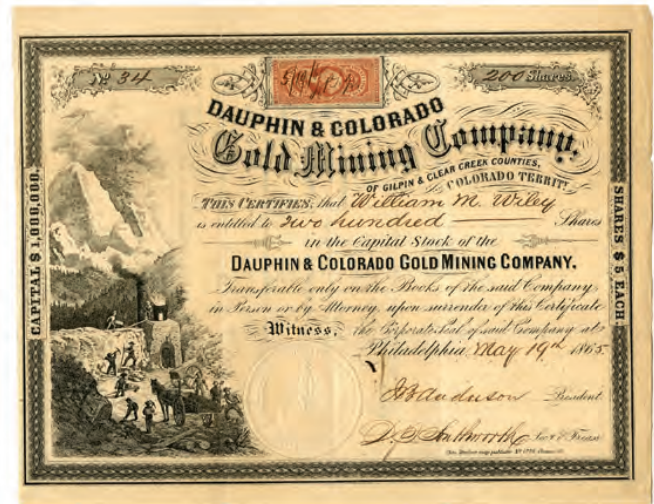 No 34
200 Shares
DAUPHIN & COLORADO
Gold Mining Company.
OF GILPIN & CLEAR CREEK COUNTIES,
COLORADO TERRITY
THIS CERTIFIES, that William M. Wiley
is entitled to Two hundred Shares
in the Capital Stock of the
DAUPHIN & COLORADO GOLD MINING COMPANY.
Transferable only on the Books of the said Company
in Person or by Attorney, upon surrender of this Certificate
Witness, the Corporate Seal of said Company at
Philadelphia May 19th 1865
President
Sec & Treas
CAPITAL $1,000,000.
SHARES $5 EACH.